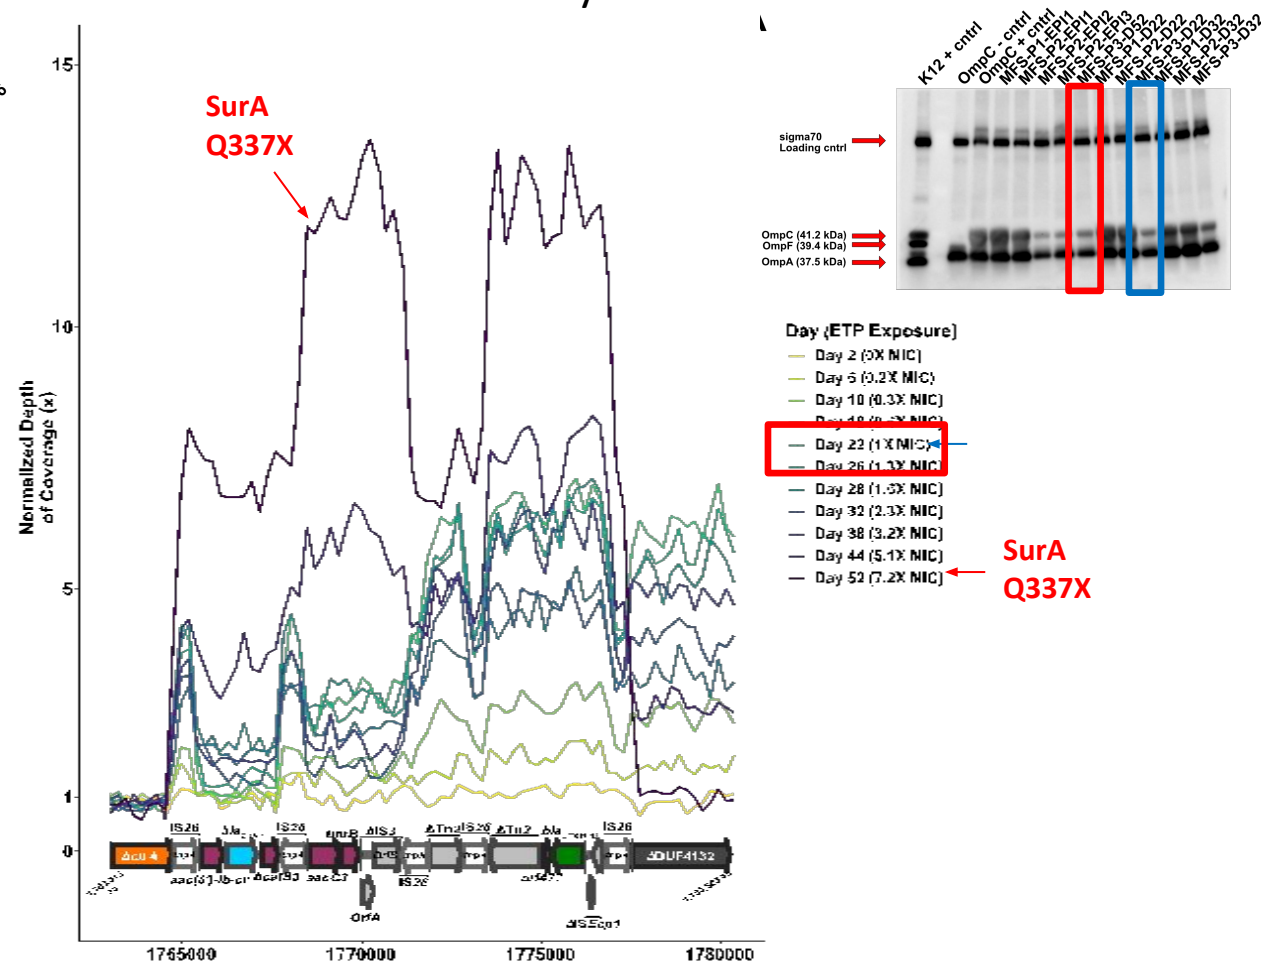 K12 + cntrl
OmpC - cntrl
OmpC + cntrl
MFS-P1-EPI1
MFS-P2-EPI1
MFS-P2-EPI2
MFS-P2-EPI3
MFS-P3-D52
MFS-P1-D22
MFS-P2-D22
MFS-P3-D22
MFS-P1-D32
MFS-P2-D32
MFS-P3-D32
sigma70
Loading cntrl
OmpC (41.2 kDa)
OmpF (39.4 kDa)
OmpA (37.5 kDa)
SurA
Q337X
15
10
5
1
0
Normalized Depth
of Coverage (x)
Day (ETP Exposure)
Day 2 (0X MIC)
Day 6 (0.2X MIC)
Day 10 (0.3X MIC)
Day 22 (1X MIC)
Day 26 (1.3X MIC)
Day 28 (1.6X MIC)
Day 32 (2.3X MIC)
Day 38 (3.2X MIC)
Day 44 (5.1X MIC)
Day 52 (7.2X MIC)
SurA
Q337X
IS26
IS26
ΔIS3
IS26
ΔTn2
IS26
ΔDUF4132
IS26
OrfA
1765000
1770000
1775000
1780000